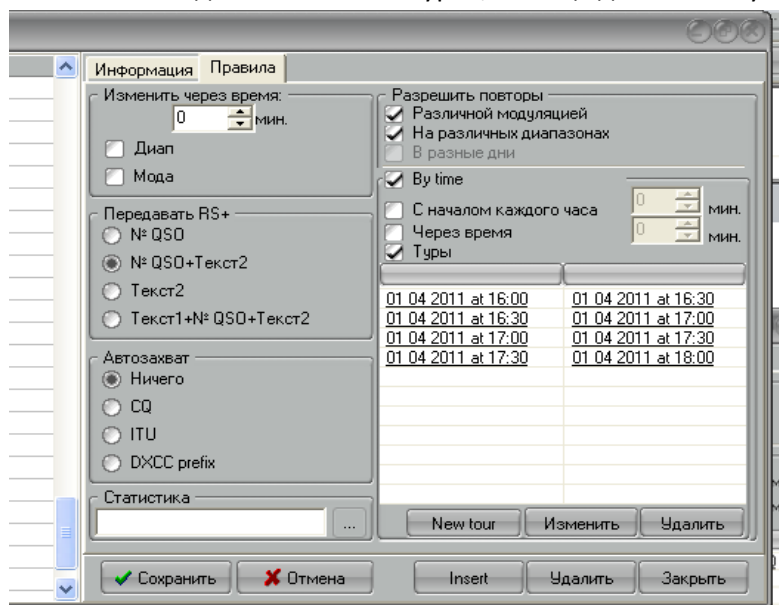 Информация Правила
Изменить через время:
0 мин.
Диап
Мода
Передавать RS+
№ QSO
№ QSO+Текст2
Текст2
Текст1+№ QSO+Текст2
Автозахват
Ничего
CQ
ITU
DXCC prefix
Статистика
...
Разрешить повторы
Различной модуляцией
На различных диапазонах
В разные дни
By time
С началом каждого часа 0 мин.
Через время 0 мин.
Туры
01 04 2011 at 16:00 01 04 2011 at 16:30
01 04 2011 at 16:30 01 04 2011 at 17:00
01 04 2011 at 17:00 01 04 2011 at 17:30
01 04 2011 at 17:30 01 04 2011 at 18:00
New tour Изменить Удалить
Сохранить Отмена Insert Удалить Закрыть